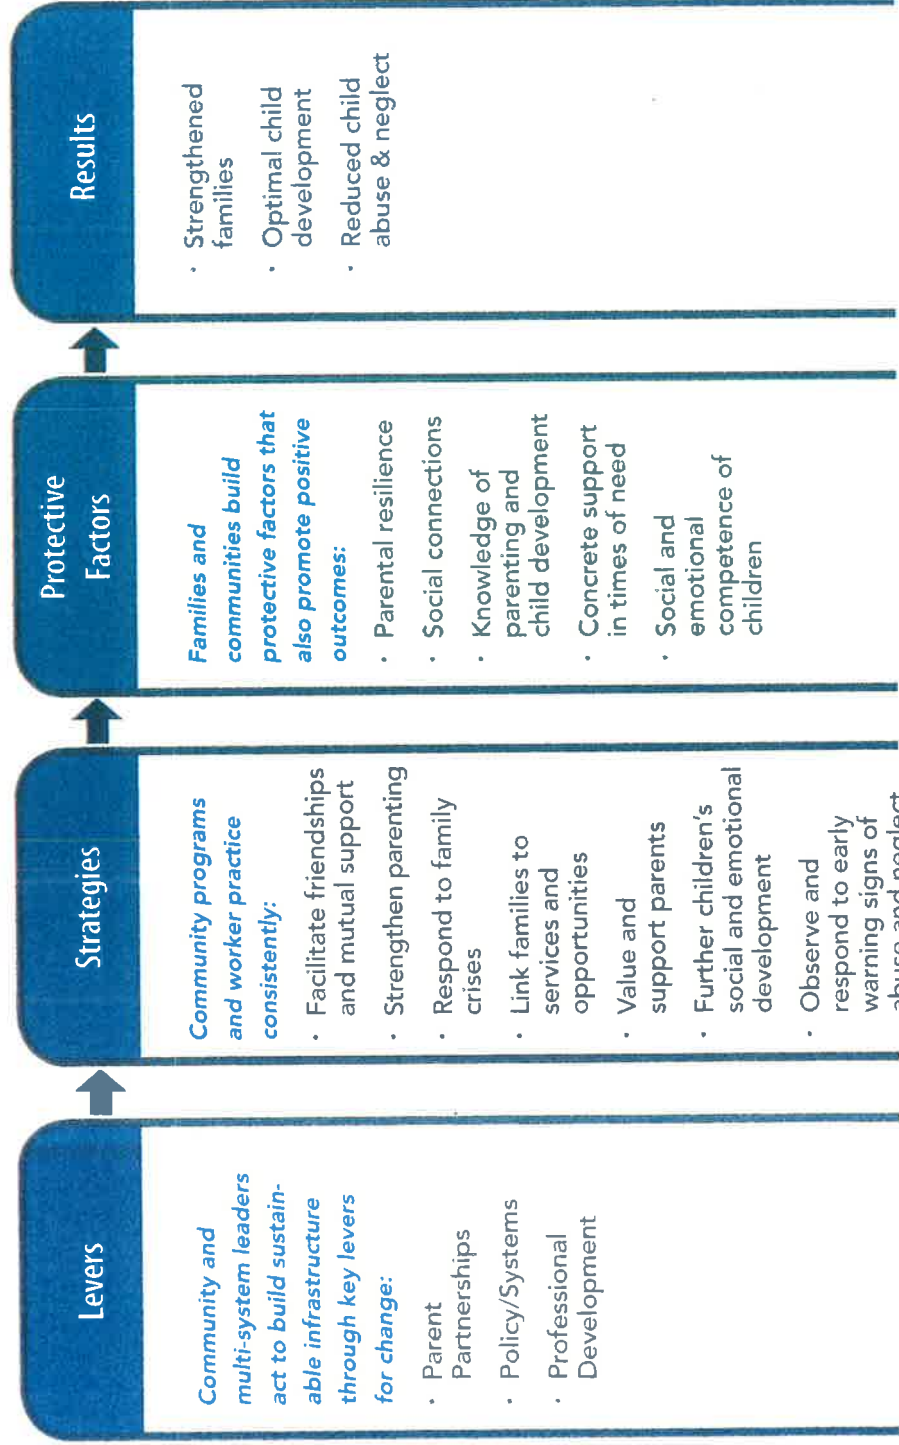 Levers
Community and
multi-system leaders
act to build sustain-
able infrastructure
through key levers
for change:
· Parent
Partnerships
· Policy/Systems
· Professional
Development
Strategies
Community programs
and worker practice
consistently:
· Facilitate friendships
and mutual support
· Strengthen parenting
· Respond to family
crises
· Link families to
services and
opportunities
· Value and
support parents
· Further children's
social and emotional
development
· Observe and
respond to early
warning signs of
abuse and neglect
Protective
Factors
Families and
communities build
protective factors that
also promote positive
outcomes:
· Parental resilience
· Social connections
· Knowledge of
parenting and
child development
· Concrete support
in times of need
· Social and
emotional
competence of
children
Results
· Strengthened
families
· Optimal child
development
· Reduced child
abuse & neglect